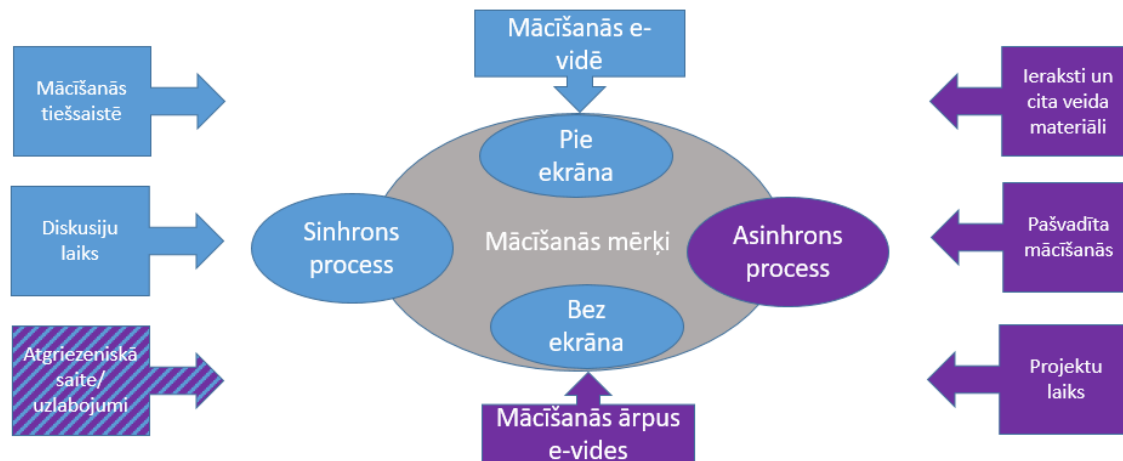 Mācīšanās e-
vidē
Mācīšanās
tiešsaistē
Ieraksti un
cita veida
materiāli
Pie
ekrāna
Diskusiju
laiks
Sinhrons
process
Mācīšanās mērķi
Asinhrons
process
Pašvadīta
mācīšanās
Bez
ekrāna
Atgriezeniskā
saite/
uzlabojumi
Projektu
laiks
Mācīšanās ārpus
e-vides